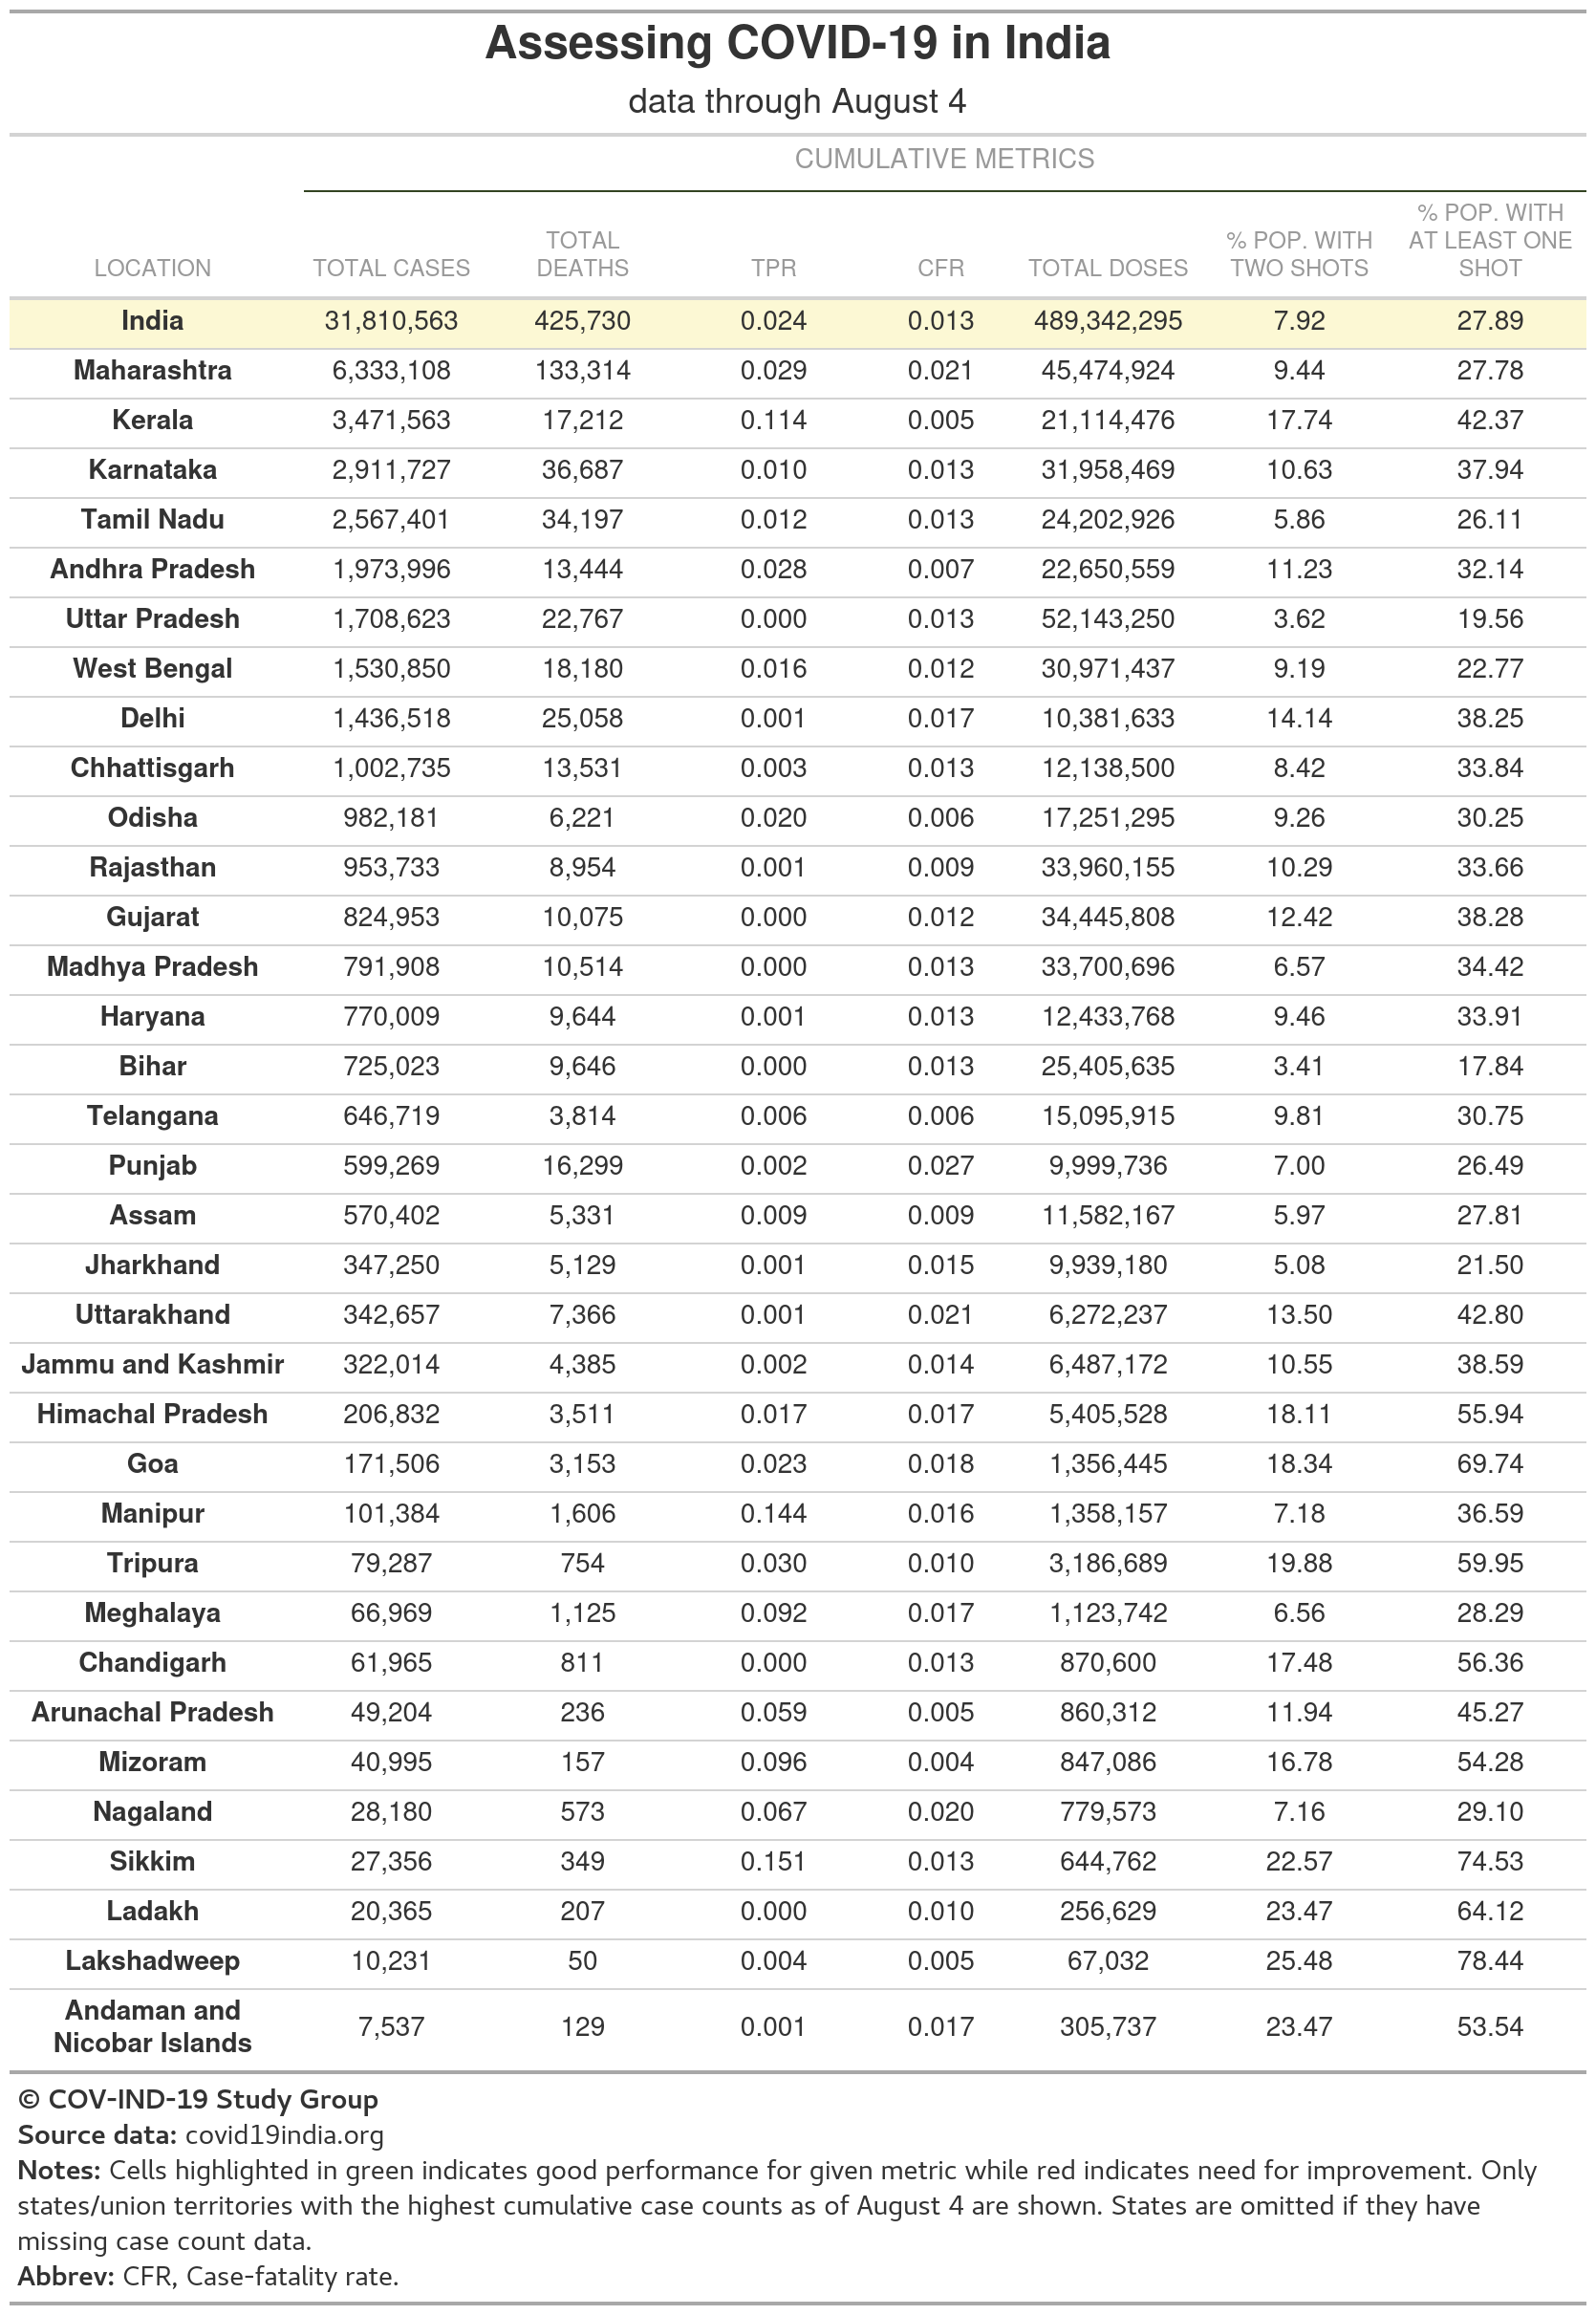 Assessing COVID-19 in India
data through August 4
CUMULATIVE METRICS
LOCATION TOTAL CASES TOTAL DEATHS TPR CFR TOTAL DOSES % POP. WITH TWO SHOTS % POP. WITH AT LEAST ONE SHOT
India 31,810,563 425,730 0.024 0.013 489,342,295 7.92 27.89
Maharashtra 6,333,108 133,314 0.029 0.021 45,474,924 9.44 27.78
Kerala 3,471,563 17,212 0.114 0.005 21,114,476 17.74 42.37
Karnataka 2,911,727 36,687 0.010 0.013 31,958,469 10.63 37.94
Tamil Nadu 2,567,401 34,197 0.012 0.013 24,202,926 5.86 26.11
Andhra Pradesh 1,973,996 13,444 0.028 0.007 22,650,559 11.23 32.14
Uttar Pradesh 1,708,623 22,767 0.000 0.013 52,143,250 3.62 19.56
West Bengal 1,530,850 18,180 0.016 0.012 30,971,437 9.19 22.77
Delhi 1,436,518 25,058 0.001 0.017 10,381,633 14.14 38.25
Chhattisgarh 1,002,735 13,531 0.003 0.013 12,138,500 8.42 33.84
Odisha 982,181 6,221 0.020 0.006 17,251,295 9.26 30.25
Rajasthan 953,733 8,954 0.001 0.009 33,960,155 10.29 33.66
Gujarat 824,953 10,075 0.000 0.012 34,445,808 12.42 38.28
Madhya Pradesh 791,908 10,514 0.000 0.013 33,700,696 6.57 34.42
Haryana 770,009 9,644 0.001 0.013 12,433,768 9.46 33.91
Bihar 725,023 9,646 0.000 0.013 25,405,635 3.41 17.84
Telangana 646,719 3,814 0.006 0.006 15,095,915 9.81 30.75
Punjab 599,269 16,299 0.002 0.027 9,999,736 7.00 26.49
Assam 570,402 5,331 0.009 0.009 11,582,167 5.97 27.81
Jharkhand 347,250 5,129 0.001 0.015 9,939,180 5.08 21.50
Uttarakhand 342,657 7,366 0.001 0.021 6,272,237 13.50 42.80
Jammu and Kashmir 322,014 4,385 0.002 0.014 6,487,172 10.55 38.59
Himachal Pradesh 206,832 3,511 0.017 0.017 5,405,528 18.11 55.94
Goa 171,506 3,153 0.023 0.018 1,356,445 18.34 69.74
Manipur 101,384 1,606 0.144 0.016 1,358,157 7.18 36.59
Tripura 79,287 754 0.030 0.010 3,186,689 19.88 59.95
Meghalaya 66,969 1,125 0.092 0.017 1,123,742 6.56 28.29
Chandigarh 61,965 811 0.000 0.013 870,600 17.48 56.36
Arunachal Pradesh 49,204 236 0.059 0.005 860,312 11.94 45.27
Mizoram 40,995 157 0.096 0.004 847,086 16.78 54.28
Nagaland 28,180 573 0.067 0.020 779,573 7.16 29.10
Sikkim 27,356 349 0.151 0.013 644,762 22.57 74.53
Ladakh 20,365 207 0.000 0.010 256,629 23.47 64.12
Lakshadweep 10,231 50 0.004 0.005 67,032 25.48 78.44
Andaman and Nicobar Islands 7,537 129 0.001 0.017 305,737 23.47 53.54
© COV-IND-19 Study Group
Source data: covid19india.org
Notes: Cells highlighted in green indicates good performance for given metric while red indicates need for improvement. Only
states/union territories with the highest cumulative case counts as of August 4 are shown. States are omitted if they have
missing case count data.
Abbrev: CFR, Case-fatality rate.